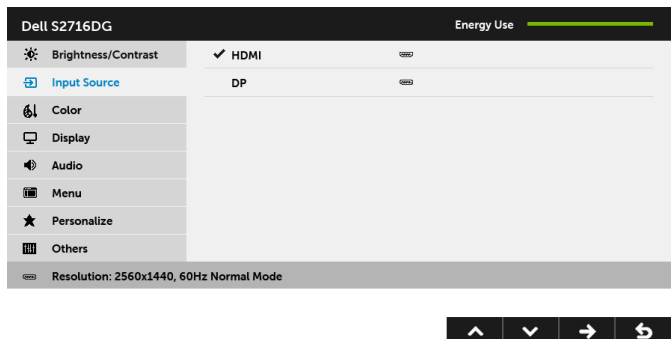 Dell S2716DG
Energy Use
Brightness/Contrast
HDMI
Input Source
DP
Color
Display
Audio
Menu
Personalize
Others
Resolution: 2560x1440, 60Hz Normal Mode